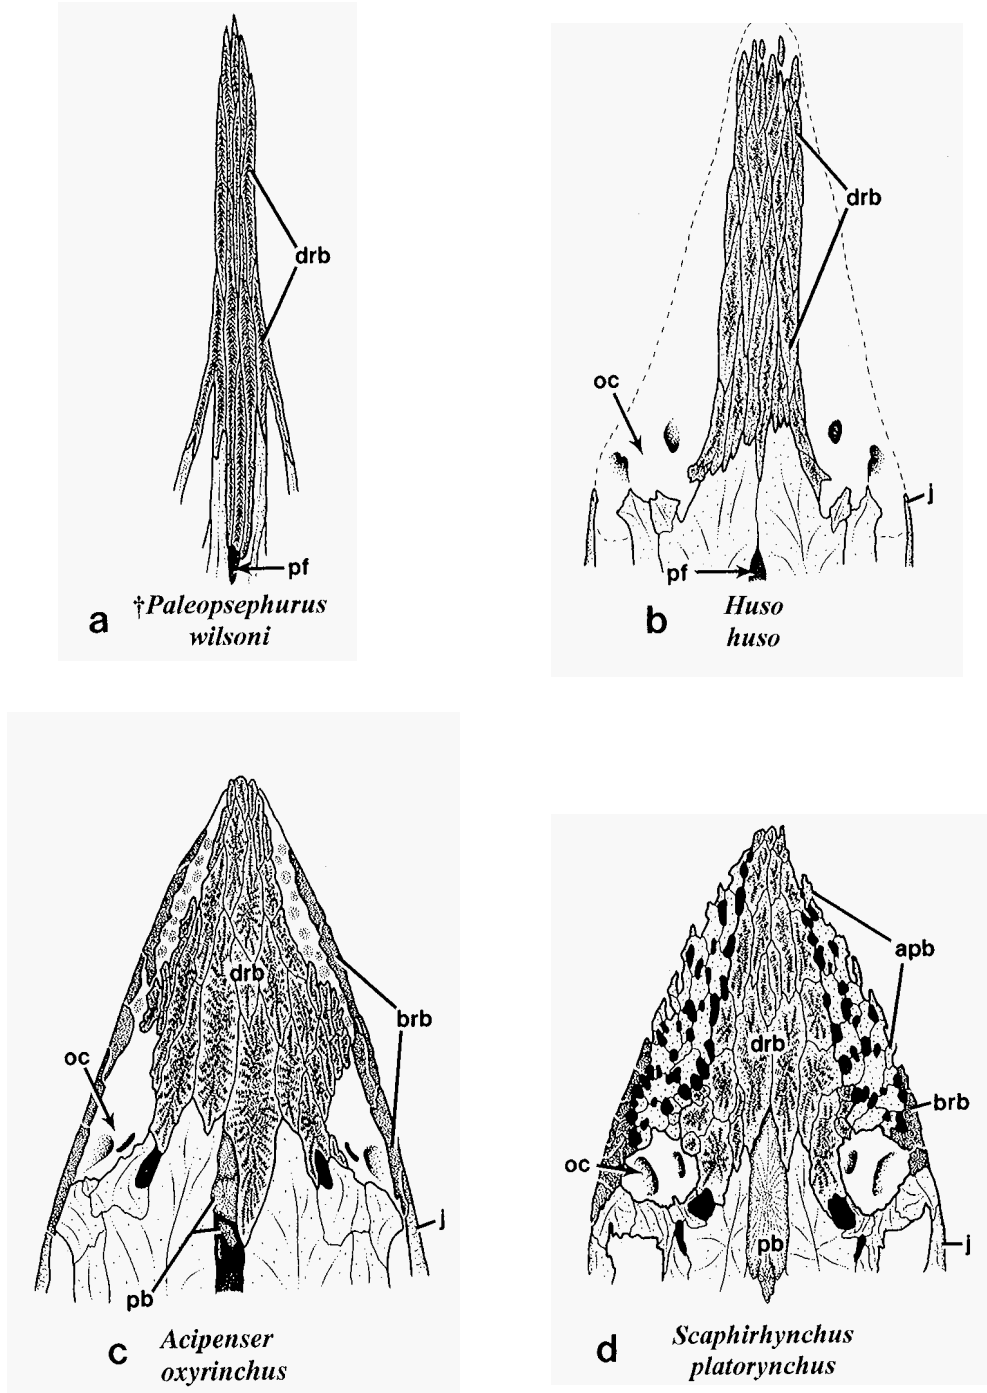 drb
pf
a
†Paleopsephurus
wilsoni
drb
oc
j
pf
b
Huso
huso
drb
brb
oc
j
pb
c
Acipenser
oxyrinchus
apb
drb
brb
oc
pb
j
d
Scaphirhynchus
platorynchus